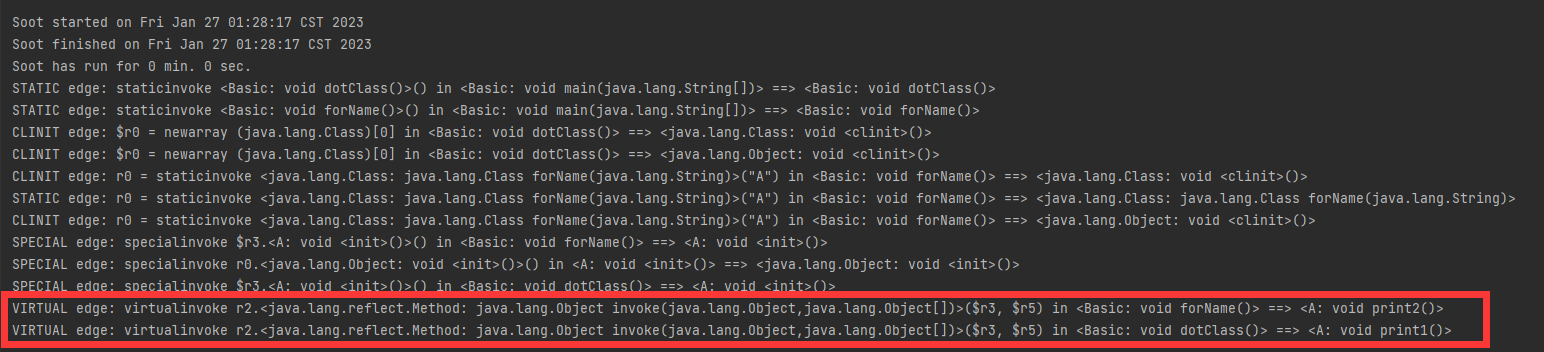 Soot started on Fri Jan 27 01:28:17 CST 2023
Soot finished on Fri Jan 27 01:28:17 CST 2023
Soot has run for 0 min. 0 sec.
STATIC edge: staticinvoke <Basic: void dotClass()>() in <Basic: void main(java.lang.String[])> ==> <Basic: void dotClass()>
STATIC edge: staticinvoke <Basic: void forName()>() in <Basic: void main(java.lang.String[])> ==> <Basic: void forName()>
CLINIT edge: $r0 = newarray (java.lang.Class)[0] in <Basic: void dotClass()> ==> <java.lang.Class: void <clinit>()>
CLINIT edge: $r0 = newarray (java.lang.Class)[0] in <Basic: void dotClass()> ==> <java.lang.Object: void <clinit>()>
CLINIT edge: r0 = staticinvoke <java.lang.Class: java.lang.Class forName(java.lang.String)>("A") in <Basic: void forName()> ==> <java.lang.Class: void <clinit>()>
STATIC edge: r0 = staticinvoke <java.lang.Class: java.lang.Class forName(java.lang.String)>("A") in <Basic: void forName()> ==> <java.lang.Class: java.lang.Class forName(java.lang.String)>
CLINIT edge: r0 = staticinvoke <java.lang.Class: java.lang.Class forName(java.lang.String)>("A") in <Basic: void forName()> ==> <java.lang.Object: void <clinit>()>
SPECIAL edge: specialinvoke $r3.<A: void <init>()>() in <Basic: void forName()> ==> <A: void <init>()>
SPECIAL edge: specialinvoke r0.<java.lang.Object: void <init>()>() in <A: void <init>()> ==> <java.lang.Object: void <init>()>
SPECIAL edge: specialinvoke $r3.<A: void <init>()>() in <Basic: void dotClass()> ==> <A: void <init>()>
VIRTUAL edge: virtualinvoke r2.<java.lang.reflect.Method: java.lang.Object invoke(java.lang.Object,java.lang.Object[])>($r3, $r5) in <Basic: void forName()> ==> <A: void print2()>
VIRTUAL edge: virtualinvoke r2.<java.lang.reflect.Method: java.lang.Object invoke(java.lang.Object,java.lang.Object[])>($r3, $r5) in <Basic: void dotClass()> ==> <A: void print1()>